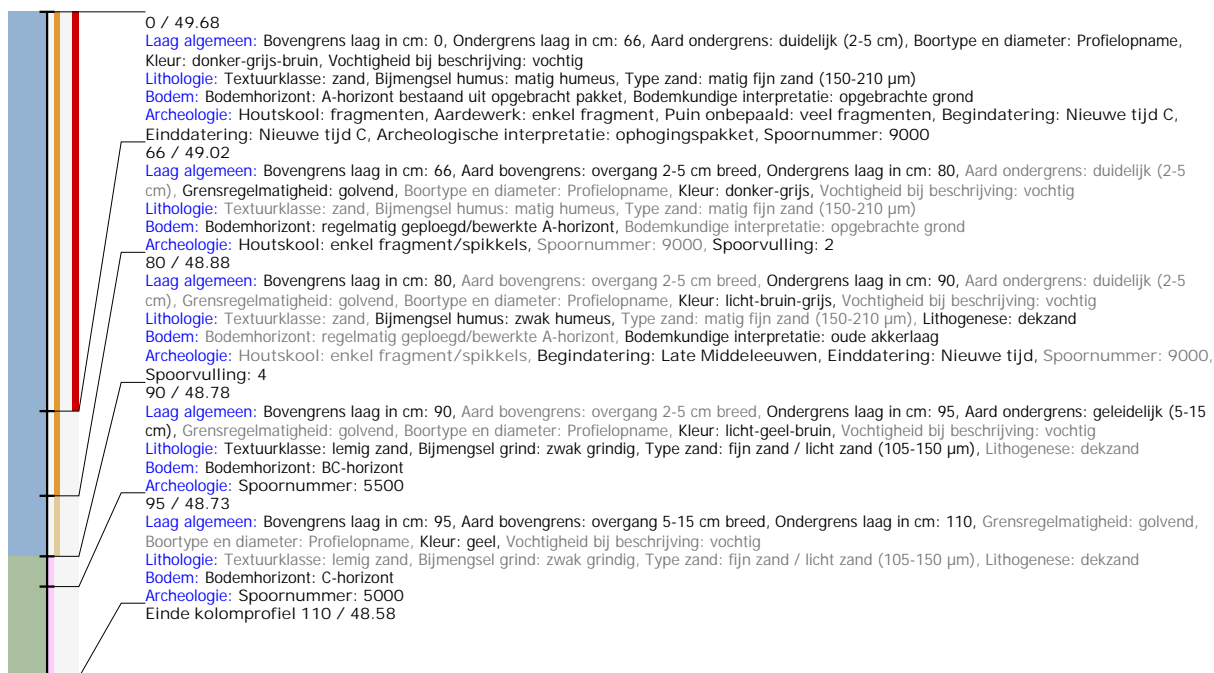 0 / 49.68
Laag algemeen: Bovengrens laag in cm: 0, Ondergrens laag in cm: 66, Aard ondergrens: duidelijk (2-5 cm), Boortype en diameter: Profielopname,
Kleur: donker-grijs-bruin, Vochtigheid bij beschrijving: vochtig
Lithologie: Textuurklasse: zand, Bijmengsel humus: matig humeus, Type zand: matig fijn zand (150-210 µm)
Bodem: Bodemhorizont: A-horizont bestaand uit opgebracht pakket, Bodemkundige interpretatie: opgebrachte grond
Archeologie: Houtskool: fragmenten, Aardewerk: enkel fragment, Puin onbepaald: veel fragmenten, Begindatering: Nieuwe tijd C,
Einddatering: Nieuwe tijd C, Archeologische interpretatie: ophogingspakket, Spoornummer: 9000
66 / 49.02
Laag algemeen: Bovengrens laag in cm: 66, Aard bovengrens: overgang 2-5 cm breed, Ondergrens laag in cm: 80, Aard ondergrens: duidelijk (2-5
cm), Grensregelmatigheid: golvend, Boortype en diameter: Profielopname, Kleur: donker-grijs, Vochtigheid bij beschrijving: vochtig
Lithologie: Textuurklasse: zand, Bijmengsel humus: matig humeus, Type zand: matig fijn zand (150-210 µm)
Bodem: Bodemhorizont: regelmatig geploegd/bewerkte A-horizont, Bodemkundige interpretatie: opgebrachte grond
Archeologie: Houtskool: enkel fragment/spikkels, Spoornummer: 9000, Spoorvulling: 2
80 / 48.88
Laag algemeen: Bovengrens laag in cm: 80, Aard bovengrens: overgang 2-5 cm breed, Ondergrens laag in cm: 90, Aard ondergrens: duidelijk (2-5
cm), Grensregelmatigheid: golvend, Boortype en diameter: Profielopname, Kleur: licht-bruin-grijs, Vochtigheid bij beschrijving: vochtig
Lithologie: Textuurklasse: zand, Bijmengsel humus: zwak humeus, Type zand: matig fijn zand (150-210 µm), Lithogenese: dekzand
Bodem: Bodemhorizont: regelmatig geploegd/bewerkte A-horizont, Bodemkundige interpretatie: oude akkerlaag
Archeologie: Houtskool: enkel fragment/spikkels, Begindatering: Late Middeleeuwen, Einddatering: Nieuwe tijd, Spoornummer: 9000,
Spoorvulling: 4
90 / 48.78
Laag algemeen: Bovengrens laag in cm: 90, Aard bovengrens: overgang 2-5 cm breed, Ondergrens laag in cm: 95, Aard ondergrens: geleidelijk (5-15
cm), Grensregelmatigheid: golvend, Boortype en diameter: Profielopname, Kleur: licht-geel-bruin, Vochtigheid bij beschrijving: vochtig
Lithologie: Textuurklasse: lemig zand, Bijmengsel grind: zwak grindig, Type zand: fijn zand / licht zand (105-150 µm), Lithogenese: dekzand
Bodem: Bodemhorizont: BC-horizont
Archeologie: Spoornummer: 5500
95 / 48.73
Laag algemeen: Bovengrens laag in cm: 95, Aard bovengrens: overgang 5-15 cm breed, Ondergrens laag in cm: 110, Grensregelmatigheid: golvend,
Boortype en diameter: Profielopname, Kleur: geel, Vochtigheid bij beschrijving: vochtig
Lithologie: Textuurklasse: lemig zand, Bijmengsel grind: zwak grindig, Type zand: fijn zand / licht zand (105-150 µm), Lithogenese: dekzand
Bodem: Bodemhorizont: C-horizont
Archeologie: Spoornummer: 5000
Einde kolomprofiel 110 / 48.58